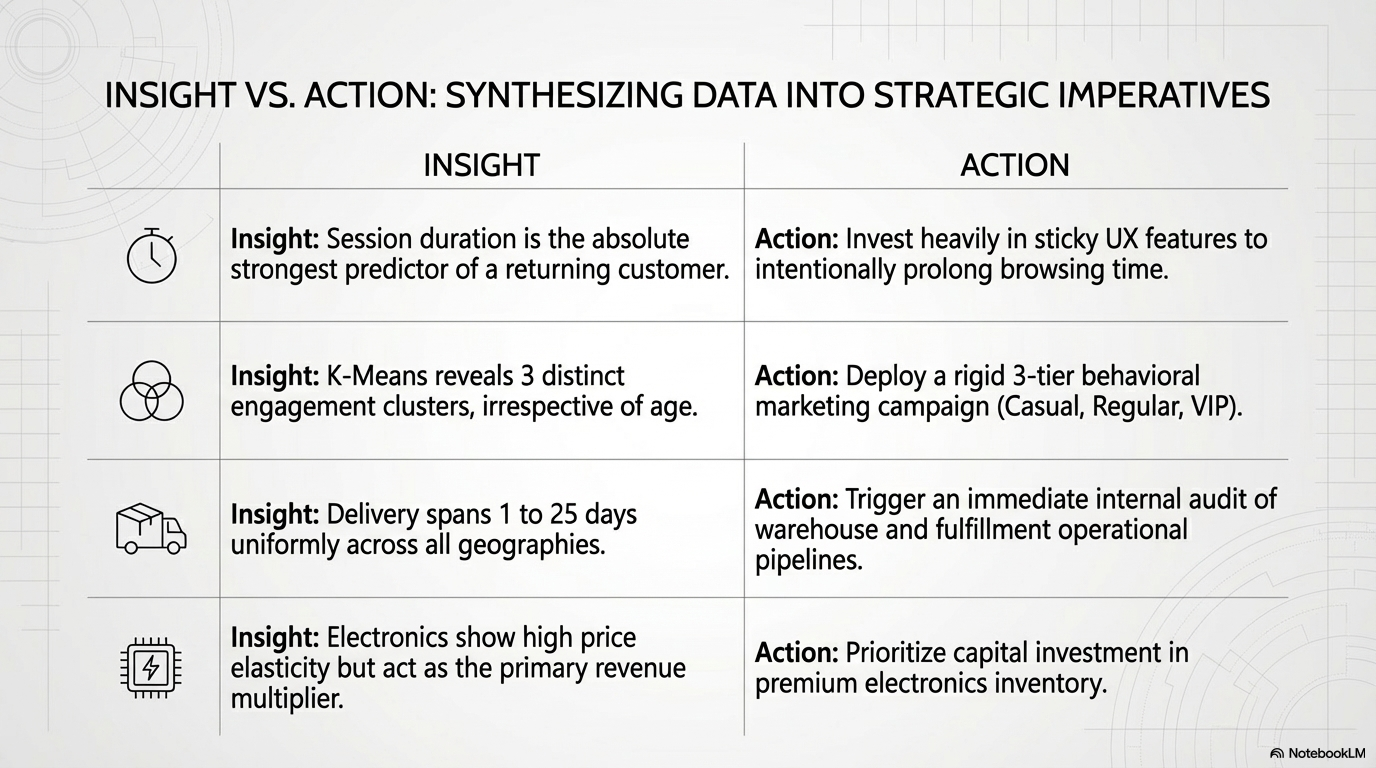 INSIGHT VS. ACTION: SYNTHESIZING DATA INTO STRATEGIC IMPERATIVES
INSIGHT
ACTION
Insight: Session duration is the absolute
strongest predictor of a returning customer.
Action: Invest heavily in sticky UX features to
intentionally prolong browsing time.
Insight: K-Means reveals 3 distinct
engagement clusters, irrespective of age.
Action: Deploy a rigid 3-tier behavioral
marketing campaign (Casual, Regular, VIP).
Insight: Delivery spans 1 to 25 days
uniformly across all geographies.
Action: Trigger an immediate internal audit of
warehouse and fulfillment operational
pipelines.
Insight: Electronics show high price
elasticity but act as the primary revenue
multiplier.
Action: Prioritize capital investment in
premium electronics inventory.
NotebookLM